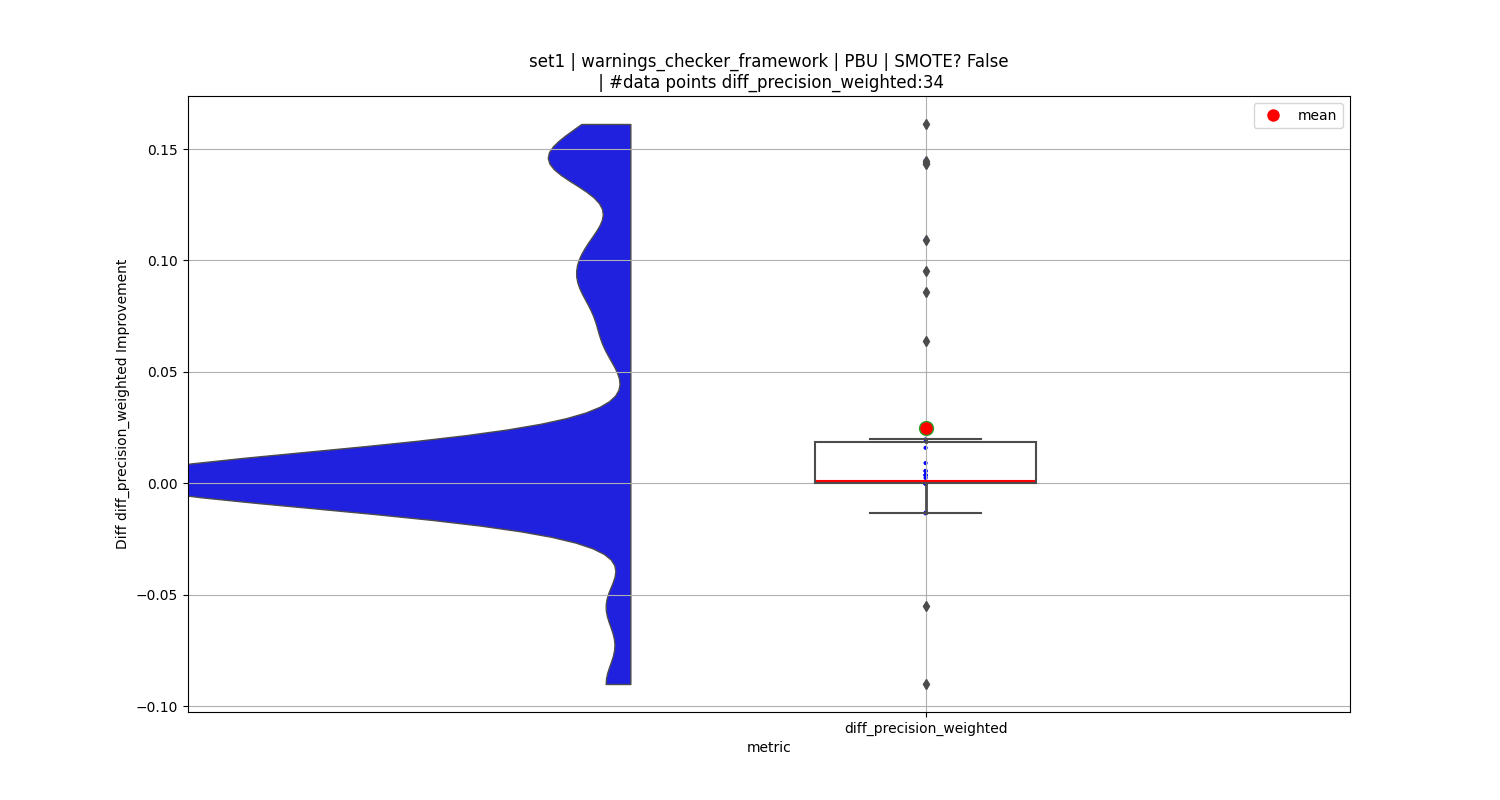 set1 | warnings_checker_framework | PBU | SMOTE? False
| #data points diff_precision_weighted:34
mean
0.15
0.10
0.05
0.00
−0.05
−0.10
Diff diff_precision_weighted Improvement
diff_precision_weighted
metric